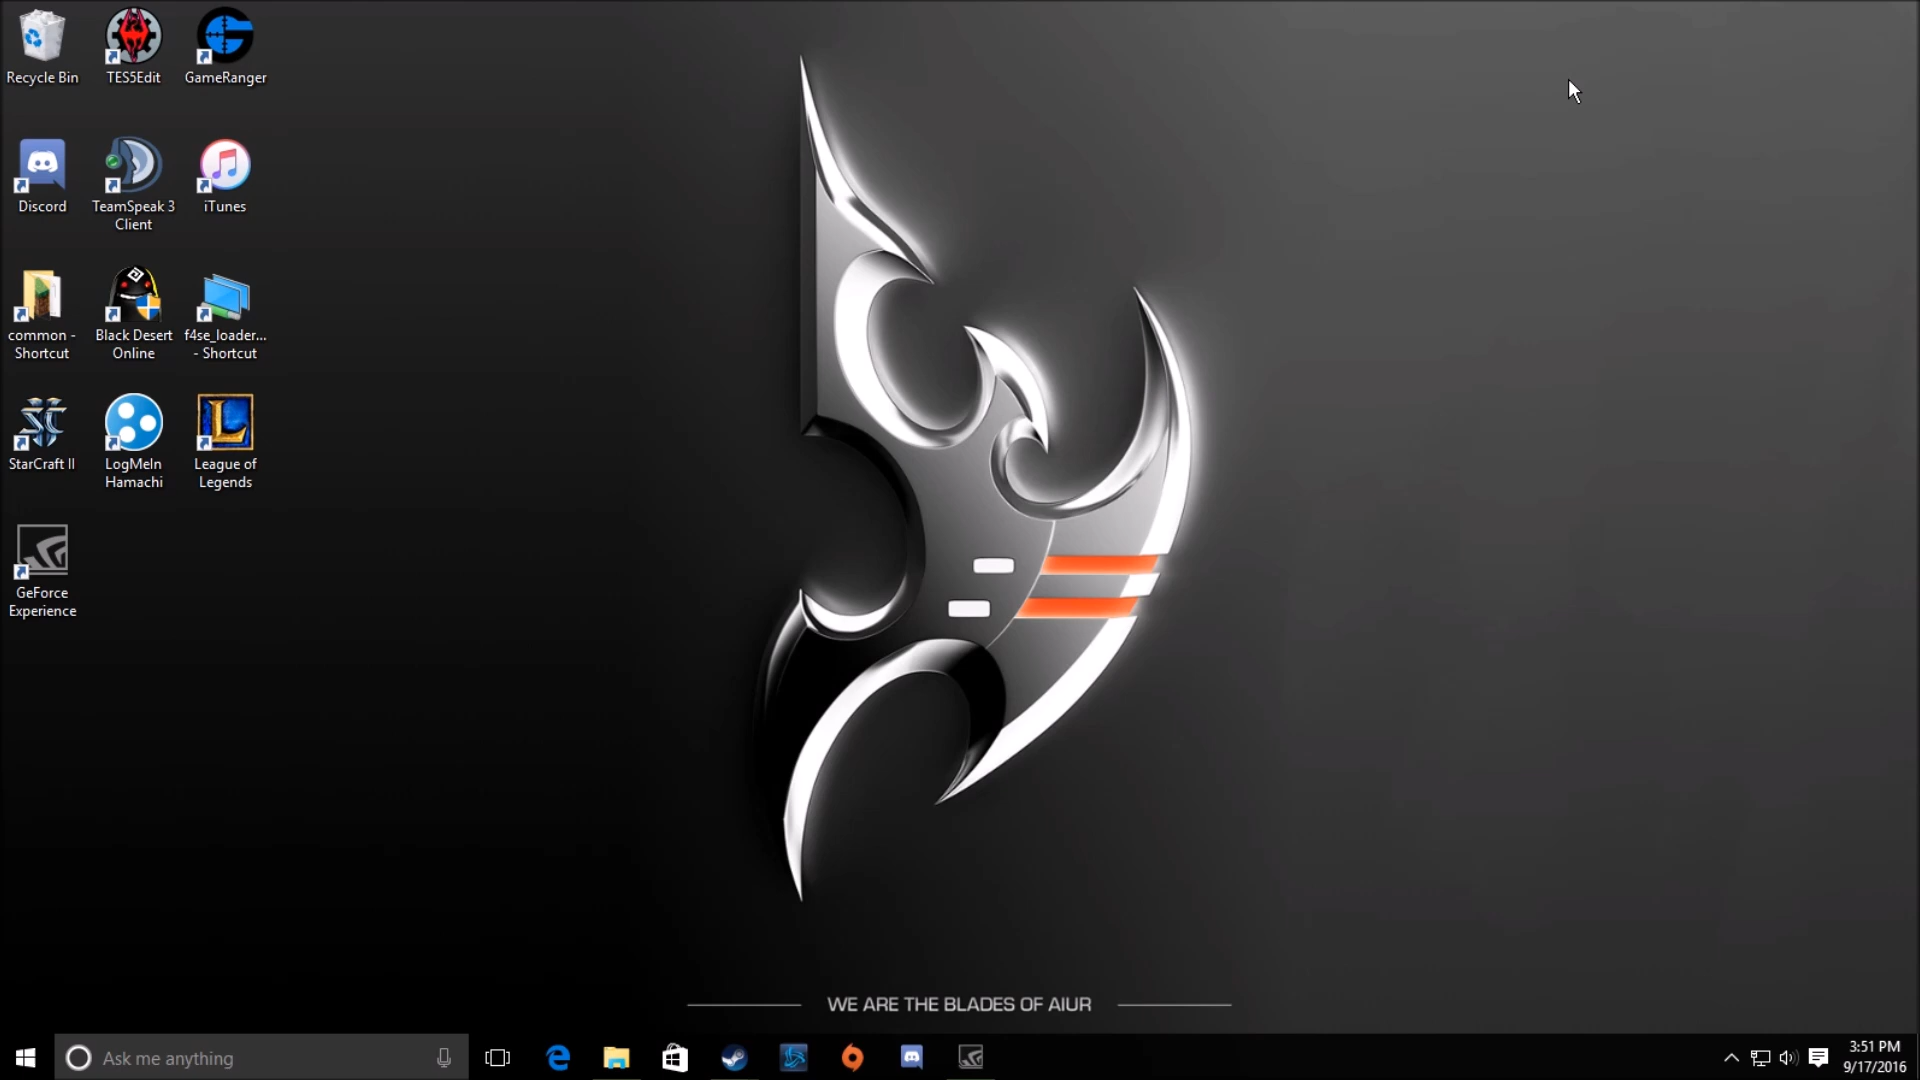 Recycle Bin
TES5Edit
GameRanger
Discord
TeamSpeak 3
Client
iTunes
common -
Shortcut
Black Desert
Online
f4se_loader...
- Shortcut
StarCraft II
LogMeIn
Hamachi
League of
Legends
GeForce
Experience
WE ARE THE BLADES OF AIUR
Ask me anything
3:51 PM
9/17/2016